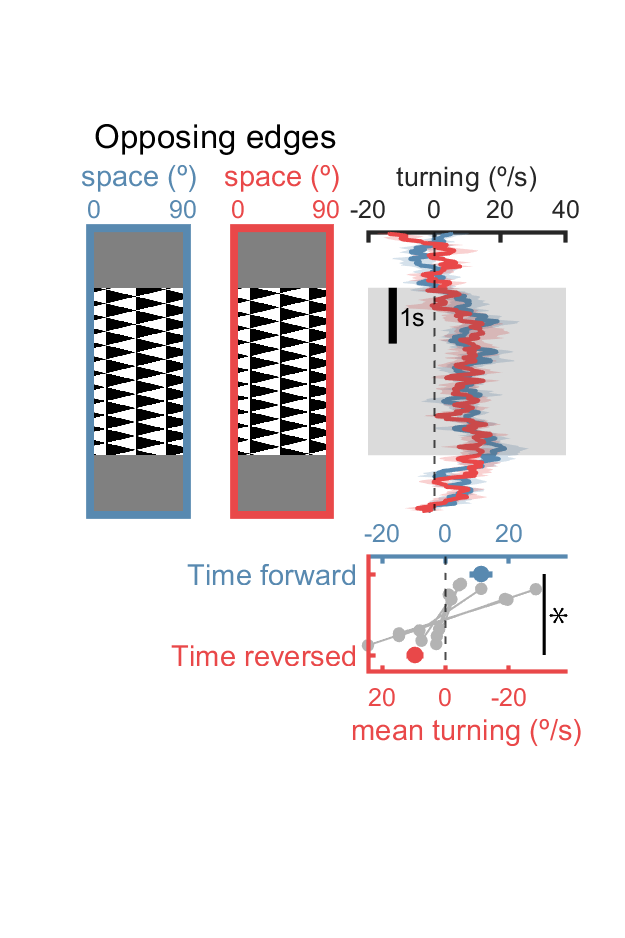 Opposing edges
space (º) space (º) turning (º/s)
0 90 0 90 -20 0 20 40
1s
-20 0 20
Time forward
*
Time reversed
20 0 -20
mean turning (º/s)